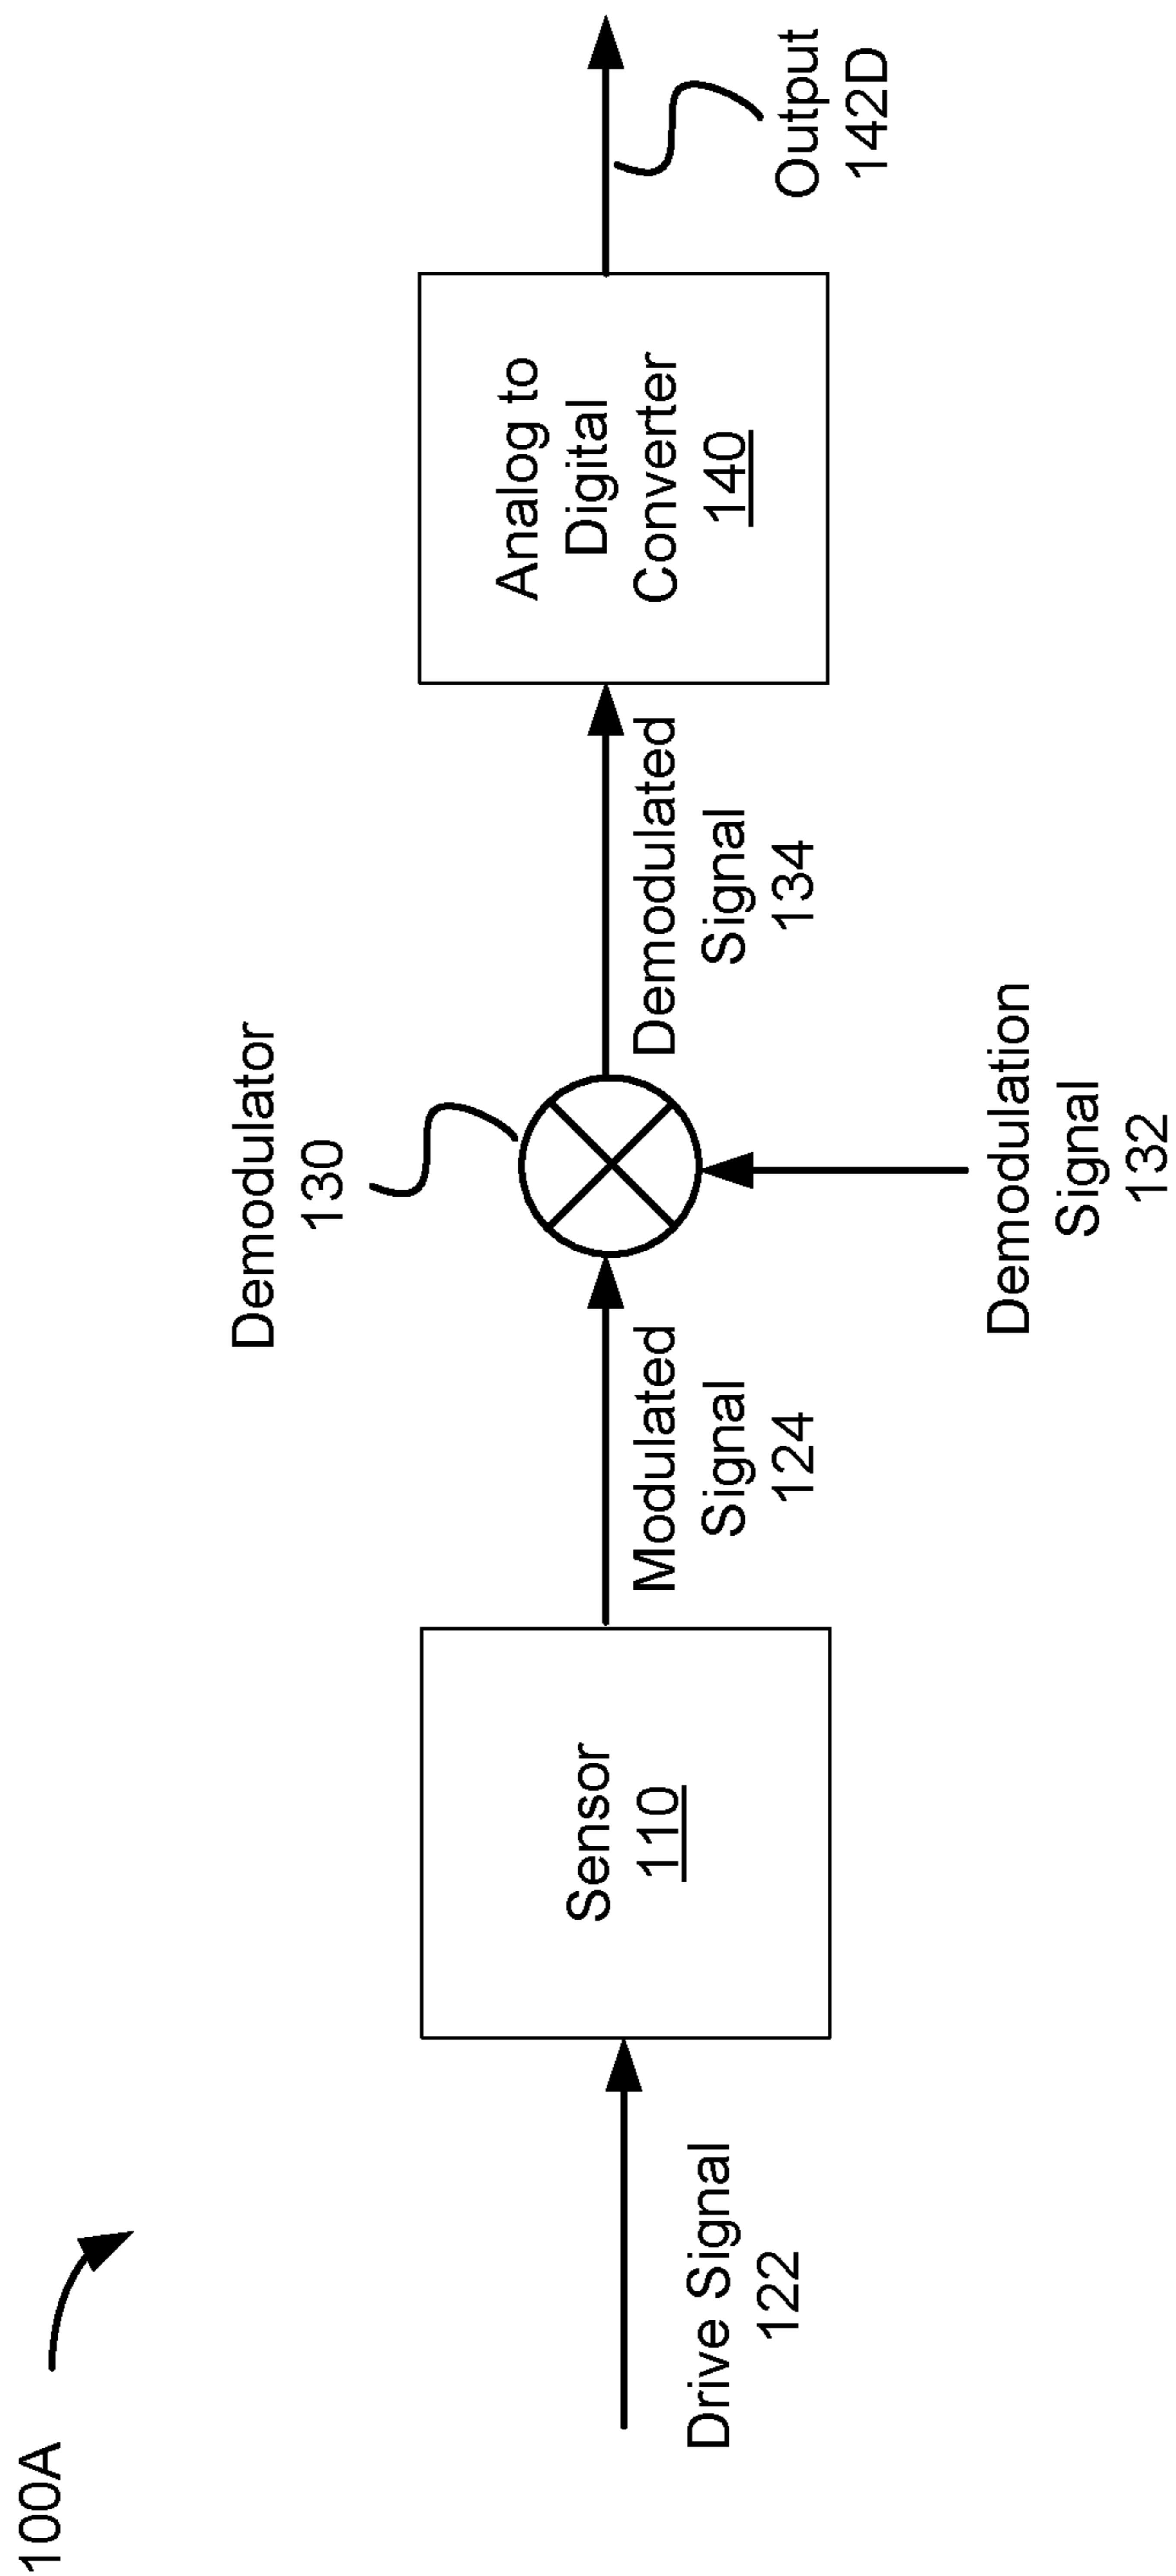 100A
Drive Signal
122
Sensor
110
Modulated
Signal
124
Demodulator
130
Demodulation
Signal
132
Demodulated
Signal
134
Analog to
Digital
Converter
140
Output
142D